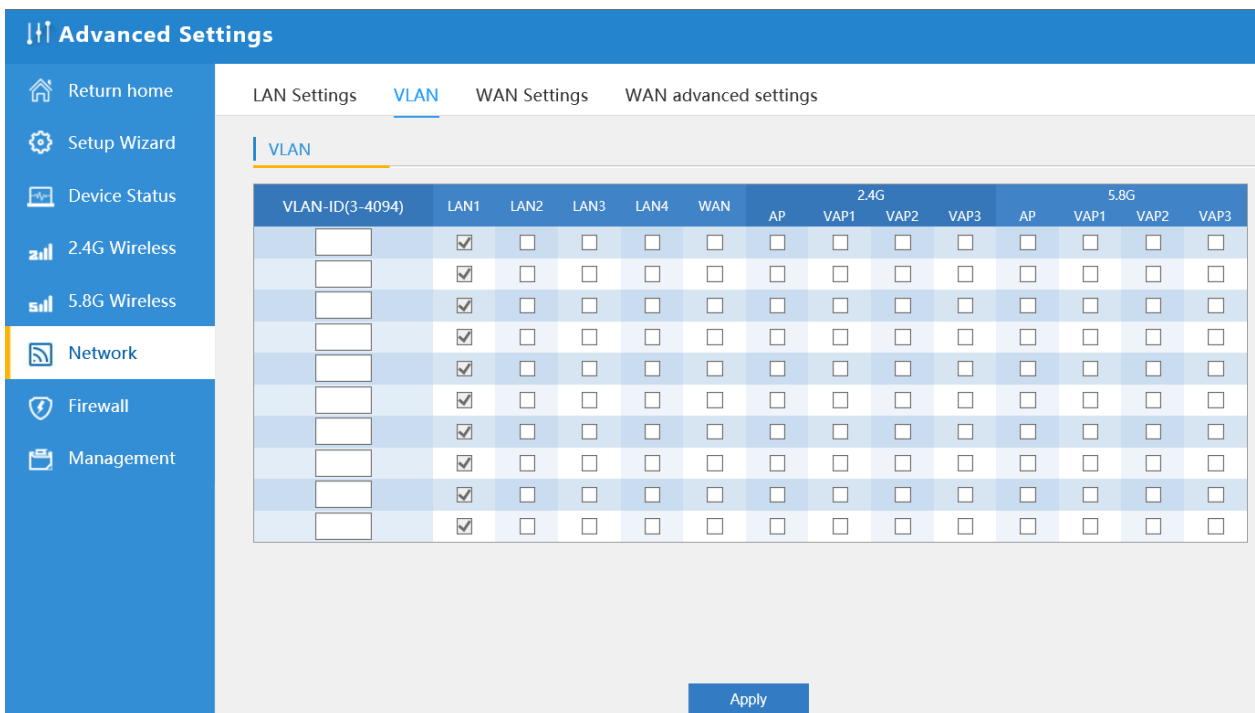 Advanced Settings
Return home
Setup Wizard
Device Status
2.4G Wireless
5.8G Wireless
Network
Firewall
Management
LAN Settings VLAN WAN Settings WAN advanced settings
VLAN
VLAN-ID(3-4094) LAN1 LAN2 LAN3 LAN4 WAN 2.4G 5.8G
AP VAP1 VAP2 VAP3 AP VAP1 VAP2 VAP3
Apply